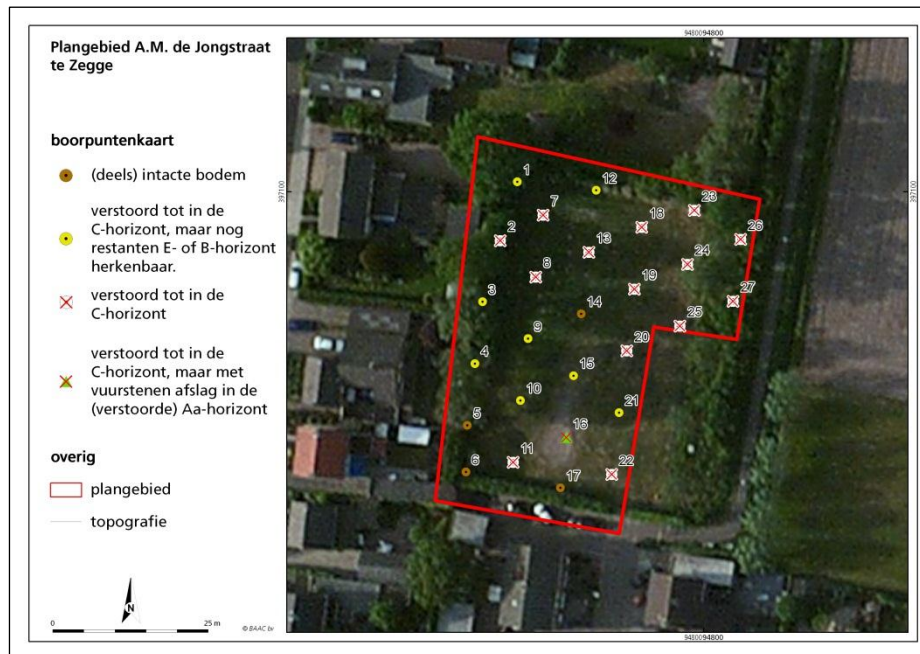 Plangebied A.M. de Jongstraat
te Zegge
boorpuntenkaart
(deels) intacte bodem
verstoord tot in de
C-horizont, maar nog
restanten E- of B-horizont
herkenbaar.
verstoord tot in de
C-horizont
verstoord tot in de
C-horizont, maar met
vuurstenen afslag in de
(verstoorde) Aa-horizont
overig
plangebied
topografie
N
0 25 m
© BAAC bv
397100
397100
1
12
7
23
2
18
26
13
24
8
19
27
3
14
25
9
20
4
15
10
21
5
16
11
22
6
17